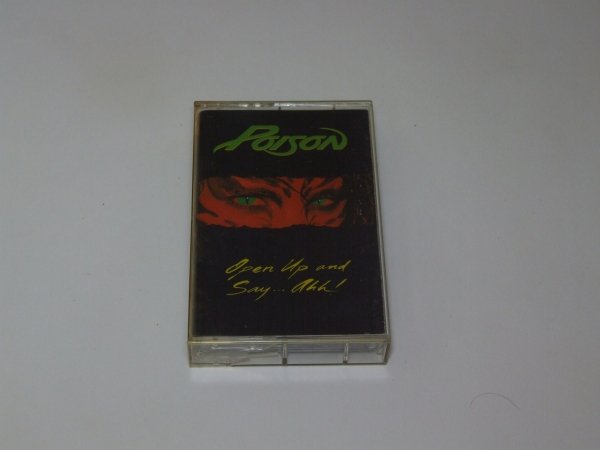 POISON
Open Up and
Say... Ahh!